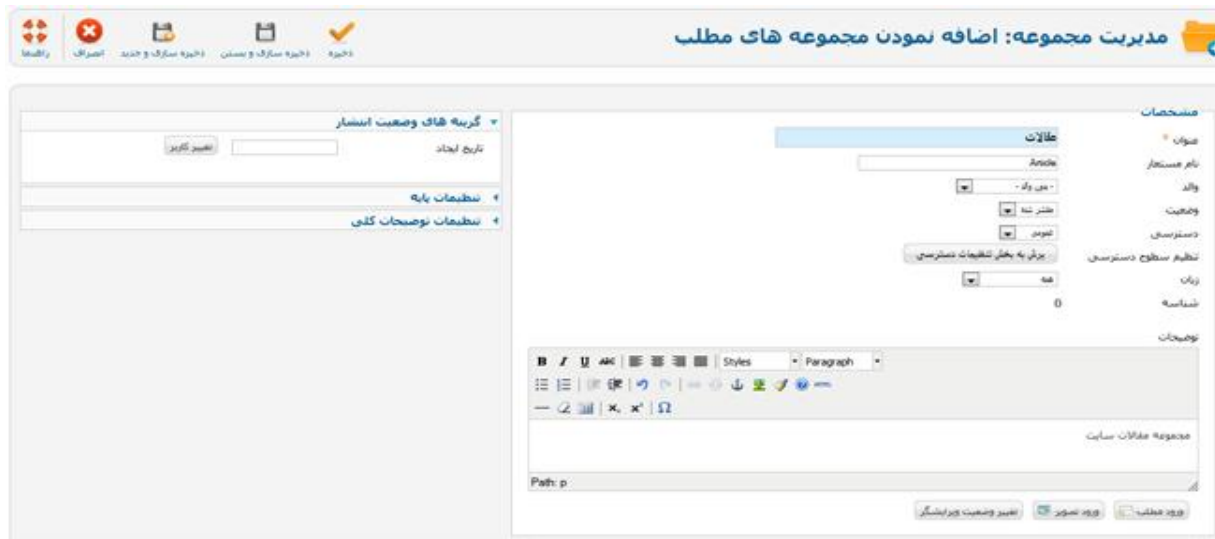 مدیریت مجموعه: اضافه نمودن مجموعه های مطلب
ذخیره
ذخیره سازی و بستن
ذخیره سازی و جدید
انصراف
راهنما
مشخصات
عنوان *
مقالات
نام مستعار
Article
والد
- بی والد -
وضعیت
منتشر شده
دسترسی
عمومی
تنظیم سطوح دسترسی
پرش به بخش تنظیمات دسترسی
زبان
همه
شناسه
0
توضیحات
B I U ABC Styles Paragraph
HTML
x, x² Ω
مجموعه مقالات سایت
Path: p
ورود مطلب
ورود تصویر
تغییر وضعیت ویرایشگر
گزینه های وضعیت انتشار
تاریخ ایجاد
تغییر کاربر
تنظیمات پایه
تنظیمات توضیحات کلی